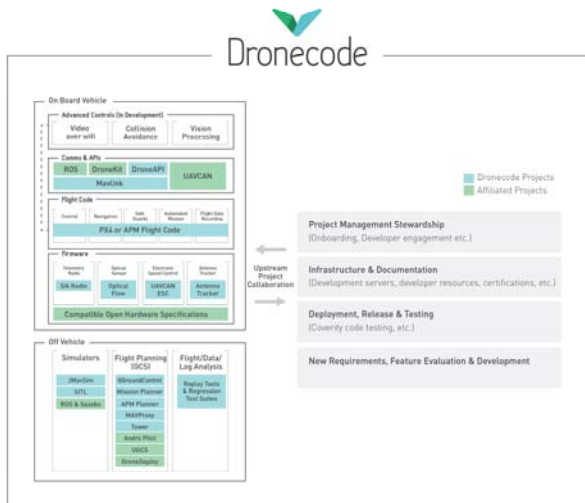 Dronecode
On Board Vehicle
Advanced Controls (In Development)
Video over wifi
Collision Avoidance
Vision Processing
Comms & APIs
ROS
DroneKit
DroneAPI
UAVCAN
Mavlink
Flight Code
Control
Navigation
Safe Guards
Automated Mission
Flight Data Recording
PX4 or APM Flight Code
Firmware
Telemetry Radio
Optical Sensor
Electronic Speed Control
Antenna Tracker
Sik Radio
Optical Flow
UAVCAN ESC
Antenna Tracker
Compatible Open Hardware Specifications
Off Vehicle
Simulators
JMavSim
SITL
ROS & Gazebo
Flight Planning (GCS)
QGroundControl
Mission Planner
APM Planner
MAVProxy
Tower
Andro Pilot
UGCS
DroneDeploy
Flight/Data/ Log Analysis
Replay Tools & Regression Test Suites
Upstream Project Collaboration
Dronecode Projects
Affiliated Projects
Project Management Stewardship
(Onboarding, Developer engagement etc.)
Infrastructure & Documentation
(Development servers, developer resources, certifications, etc.)
Deployment, Release & Testing
(Coverity code testing, etc.)
New Requirements, Feature Evaluation & Development